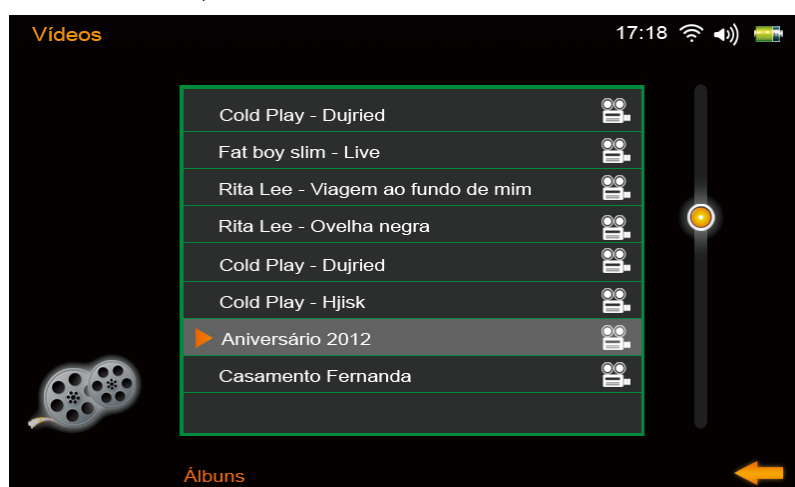 Vídeos
17:18
Cold Play - Dujried
Fat boy slim - Live
Rita Lee - Viagem ao fundo de mim
Rita Lee - Ovelha negra
Cold Play - Dujried
Cold Play - Hjisk
Aniversário 2012
Casamento Fernanda
Álbuns